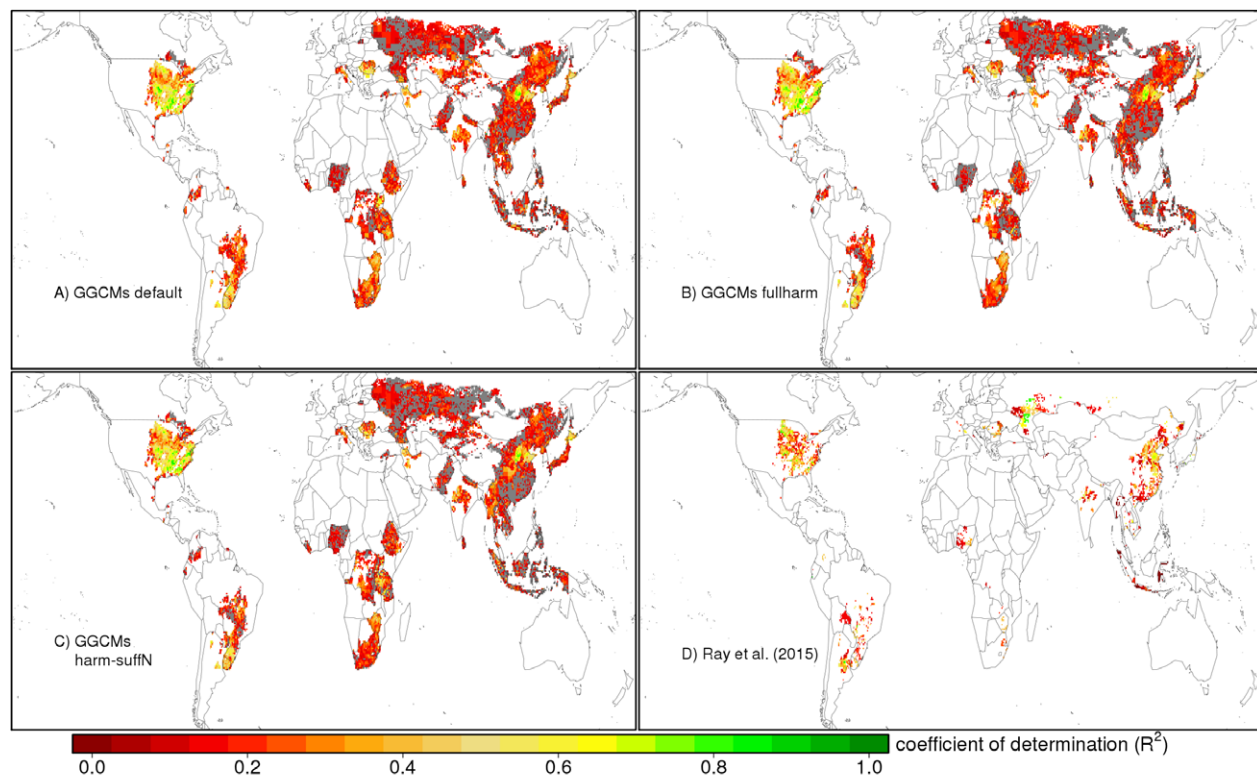 A) GGCMs default
B) GGCMs fullharm
C) GGCMs
harm-suffN
D) Ray et al. (2015)
coefficient of determination (R²)
0.0 0.2 0.4 0.6 0.8 1.0